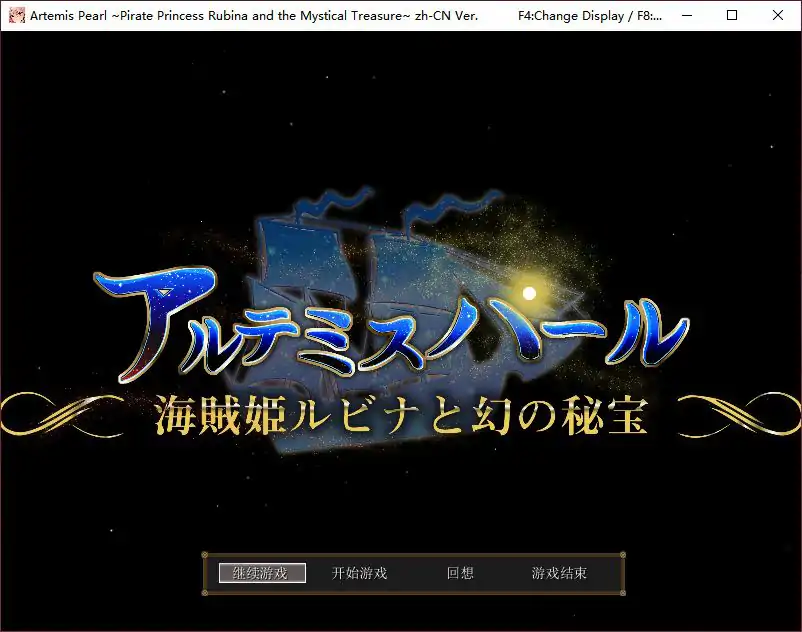 Artemis Pearl ~Pirate Princess Rubina and the Mystical Treasure~ zh-CN Ver. F4:Change Display / F8:...
アルテミスパール
海賊姫ルビナと幻の秘宝
继续游戏 开始游戏 回想 游戏结束